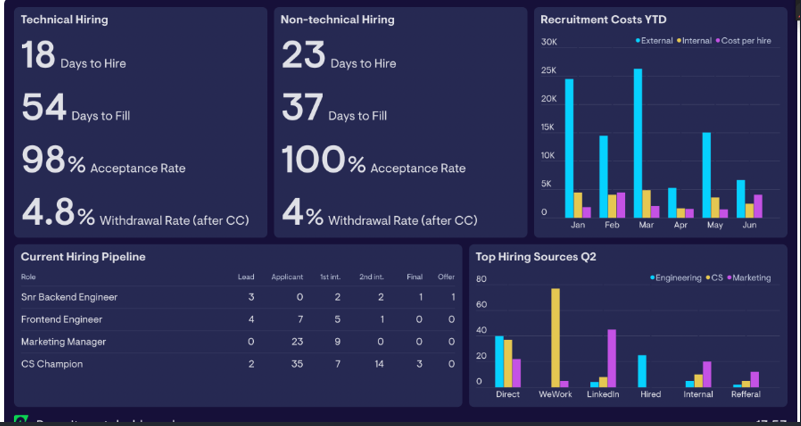 Technical Hiring
18 Days to Hire
54 Days to Fill
98% Acceptance Rate
4.8% Withdrawal Rate (after CC)
Non-technical Hiring
23 Days to Hire
37 Days to Fill
100% Acceptance Rate
4% Withdrawal Rate (after CC)
Recruitment Costs YTD
External Internal Cost per hire
30K
25K
20K
15K
10K
5K
0
Jan Feb Mar Apr May Jun
Current Hiring Pipeline
Role Lead Applicant 1st int. 2nd int. Final Offer
Snr Backend Engineer 3 0 2 2 1 1
Frontend Engineer 4 7 5 1 0 0
Marketing Manager 0 23 9 0 0 0
CS Champion 2 35 7 14 3 0
Top Hiring Sources Q2
Engineering CS Marketing
80
60
40
20
0
Direct WeWork LinkedIn Hired Internal Refferal